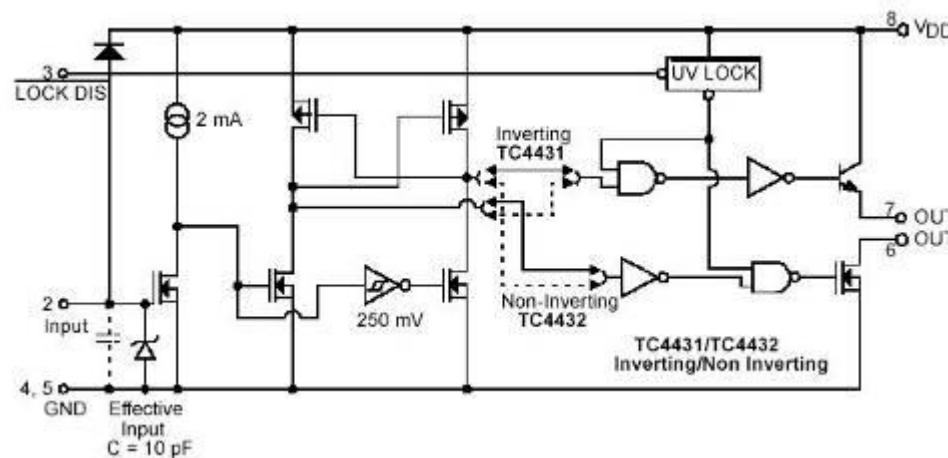 8
VDD
3
LOCK DIS
UV LOCK
2 mA
Inverting
TC4431
7
OUT
OUT
6
2
Input
250 mV
Non-Inverting
TC4432
TC4431/TC4432
Inverting/Non Inverting
4, 5
GND
Effective
Input
C = 10 pF